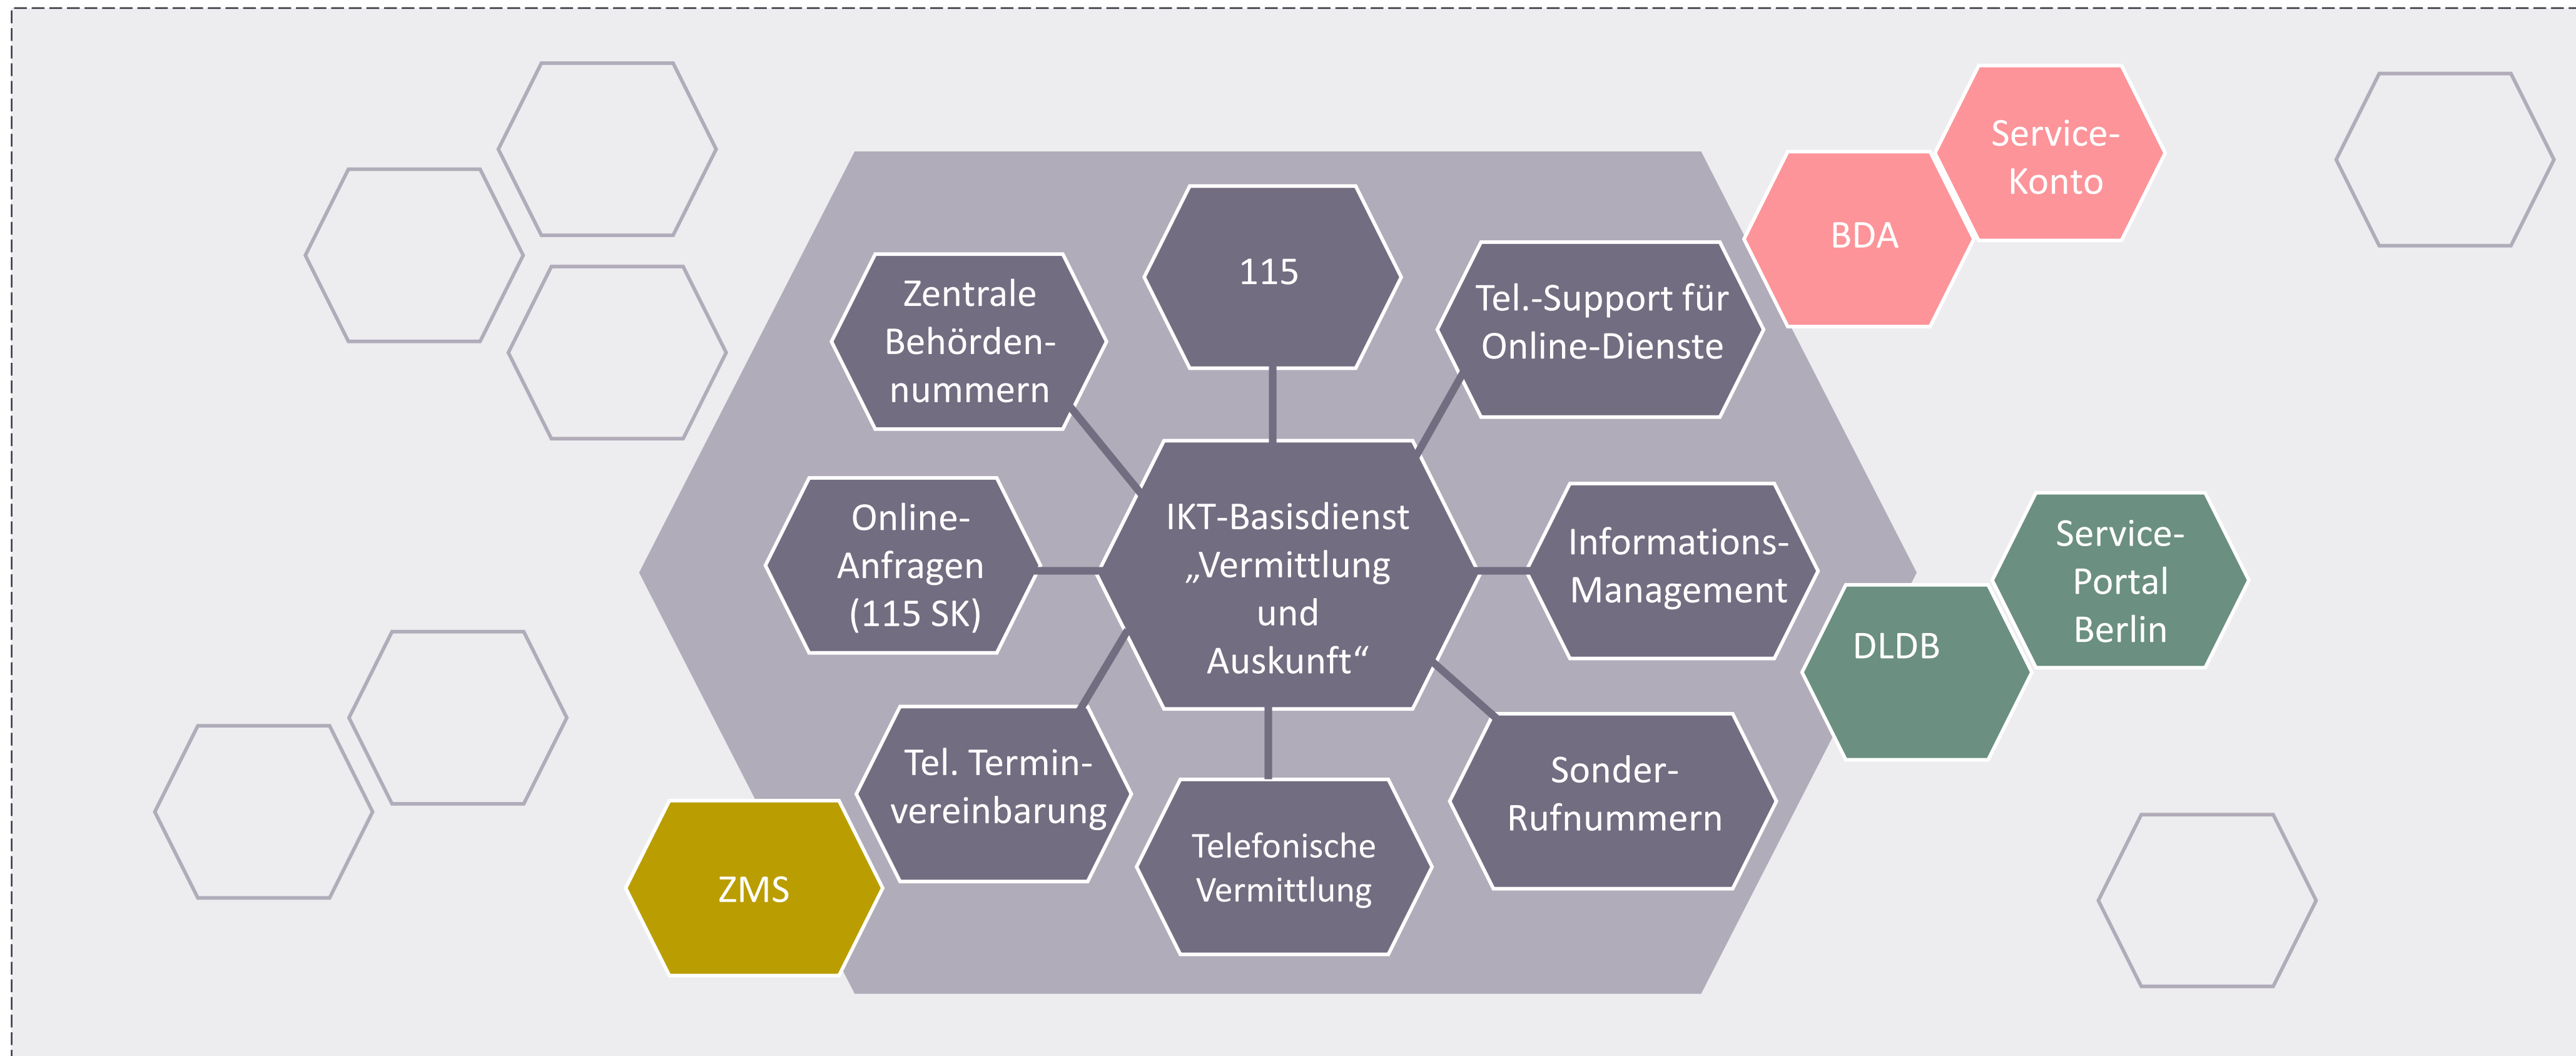 Service-
Konto
BDA
115
Zentrale
Behörden-
nummern
Tel.-Support für
Online-Dienste
Online-
Anfragen
(115 SK)
IKT-Basisdienst
„Vermittlung
und
Auskunft“
Informations-
Management
Service-
Portal
Berlin
DLDB
Tel. Termin-
vereinbarung
Sonder-
Rufnummern
Telefonische
Vermittlung
ZMS